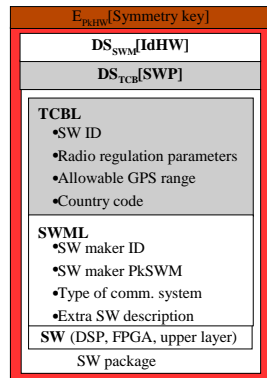 E_PkHW[Symmetry key]
DS_SWM[IdHW]
DS_TCB[SWP]
TCBL
•SW ID
•Radio regulation parameters
•Allowable GPS range
•Country code
SWML
•SW maker ID
•SW maker PkSWM
•Type of comm. system
•Extra SW description
SW (DSP, FPGA, upper layer)
SW package